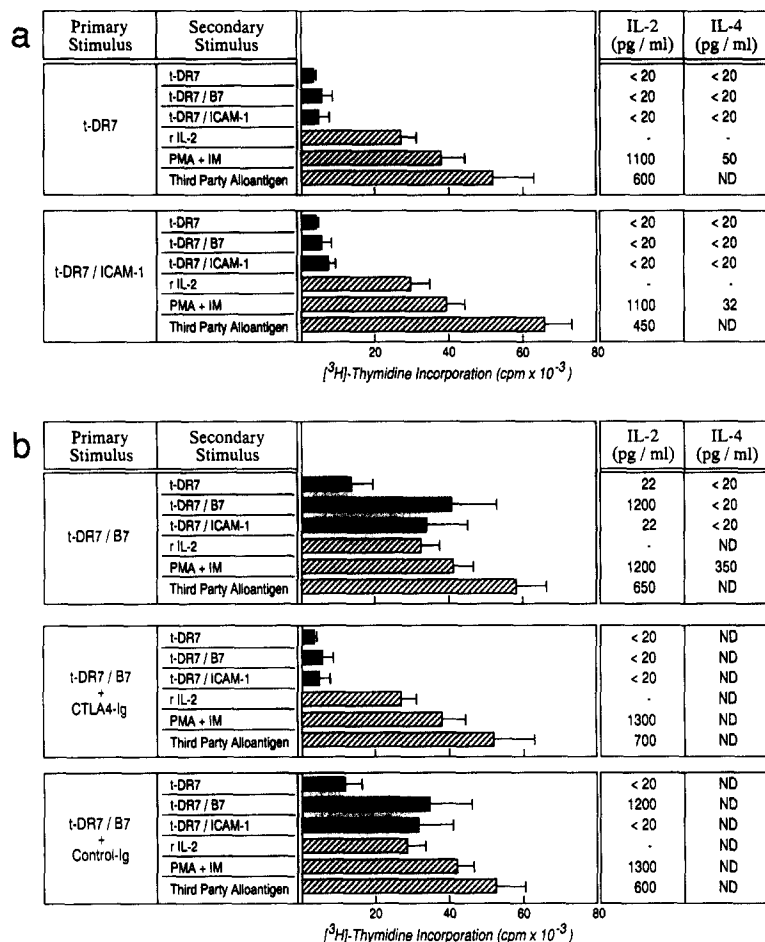 a
Primary Stimulus Secondary Stimulus IL-2 (pg / ml) IL-4 (pg / ml)
t-DR7
t-DR7 < 20 < 20
t-DR7 / B7 < 20 < 20
t-DR7 / ICAM-1 < 20 < 20
r IL-2 - -
PMA + IM 1100 50
Third Party Alloantigen 600 ND
t-DR7 / ICAM-1
t-DR7 < 20 < 20
t-DR7 / B7 < 20 < 20
t-DR7 / ICAM-1 < 20 < 20
r IL-2 - -
PMA + IM 1100 32
Third Party Alloantigen 450 ND
20 40 60 80
[³H]-Thymidine Incorporation (cpm x 10⁻³)
b
Primary Stimulus Secondary Stimulus IL-2 (pg / ml) IL-4 (pg / ml)
t-DR7 / B7
t-DR7 22 < 20
t-DR7 / B7 1200 < 20
t-DR7 / ICAM-1 22 < 20
r IL-2 - ND
PMA + IM 1200 350
Third Party Alloantigen 650 ND
t-DR7 / B7 + CTLA4-Ig
t-DR7 < 20 ND
t-DR7 / B7 < 20 ND
t-DR7 / ICAM-1 < 20 ND
r IL-2 - ND
PMA + IM 1300 ND
Third Party Alloantigen 700 ND
t-DR7 / B7 + Control-Ig
t-DR7 < 20 ND
t-DR7 / B7 1200 ND
t-DR7 / ICAM-1 < 20 ND
r IL-2 - ND
PMA + IM 1300 ND
Third Party Alloantigen 600 ND
20 40 60 80
[³H]-Thymidine Incorporation (cpm x 10⁻³)